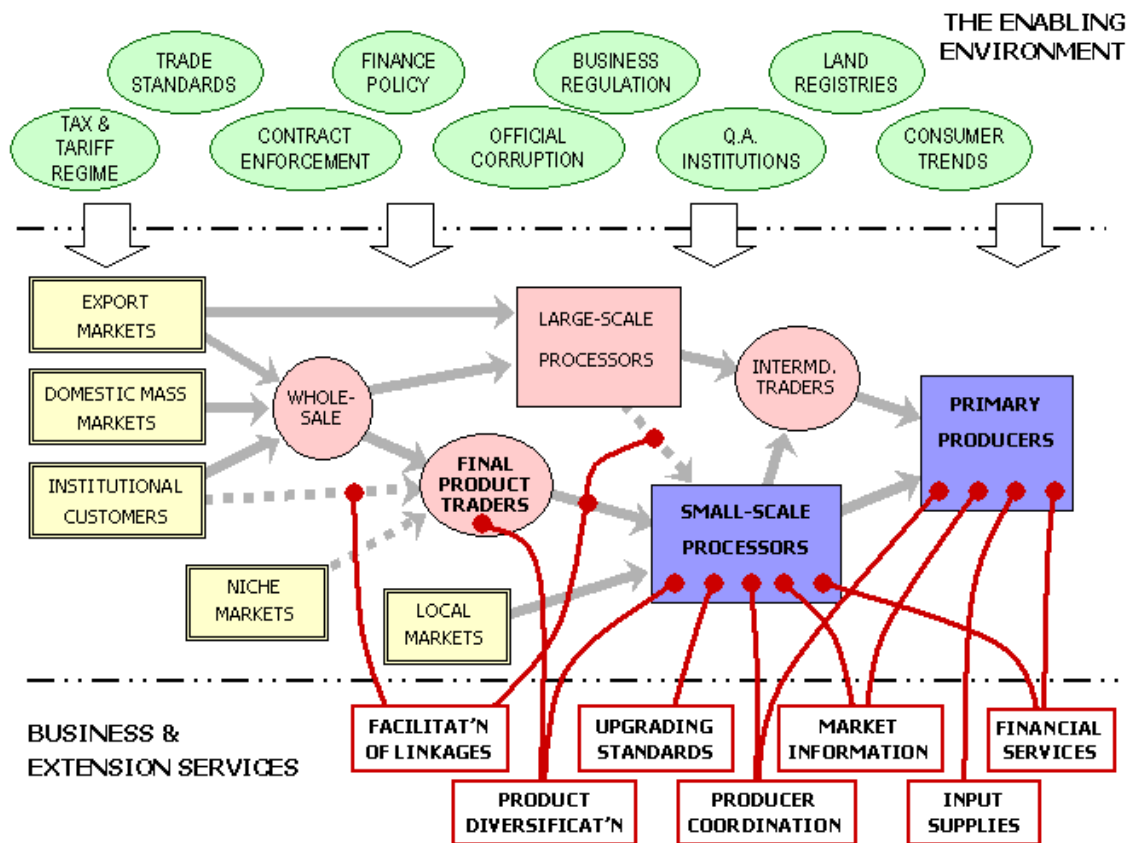 THE ENABLING
ENVIRONMENT
TRADE
STANDARDS
FINANCE
POLICY
BUSINESS
REGULATION
LAND
REGISTRIES
TAX &
TARIFF
REGIME
CONTRACT
ENFORCEMENT
OFFICIAL
CORRUPTION
Q.A.
INSTITUTIONS
CONSUMER
TRENDS
EXPORT
MARKETS
DOMESTIC MASS
MARKETS
INSTITUTIONAL
CUSTOMERS
NICHE
MARKETS
LOCAL
MARKETS
WHOLE-
SALE
FINAL
PRODUCT
TRADERS
LARGE-SCALE
PROCESSORS
SMALL-SCALE
PROCESSORS
INTERMD.
TRADERS
PRIMARY
PRODUCERS
BUSINESS &
EXTENSION SERVICES
FACILITAT'N
OF LINKAGES
UPGRADING
STANDARDS
MARKET
INFORMATION
FINANCIAL
SERVICES
PRODUCT
DIVERSIFICAT'N
PRODUCER
COORDINATION
INPUT
SUPPLIES